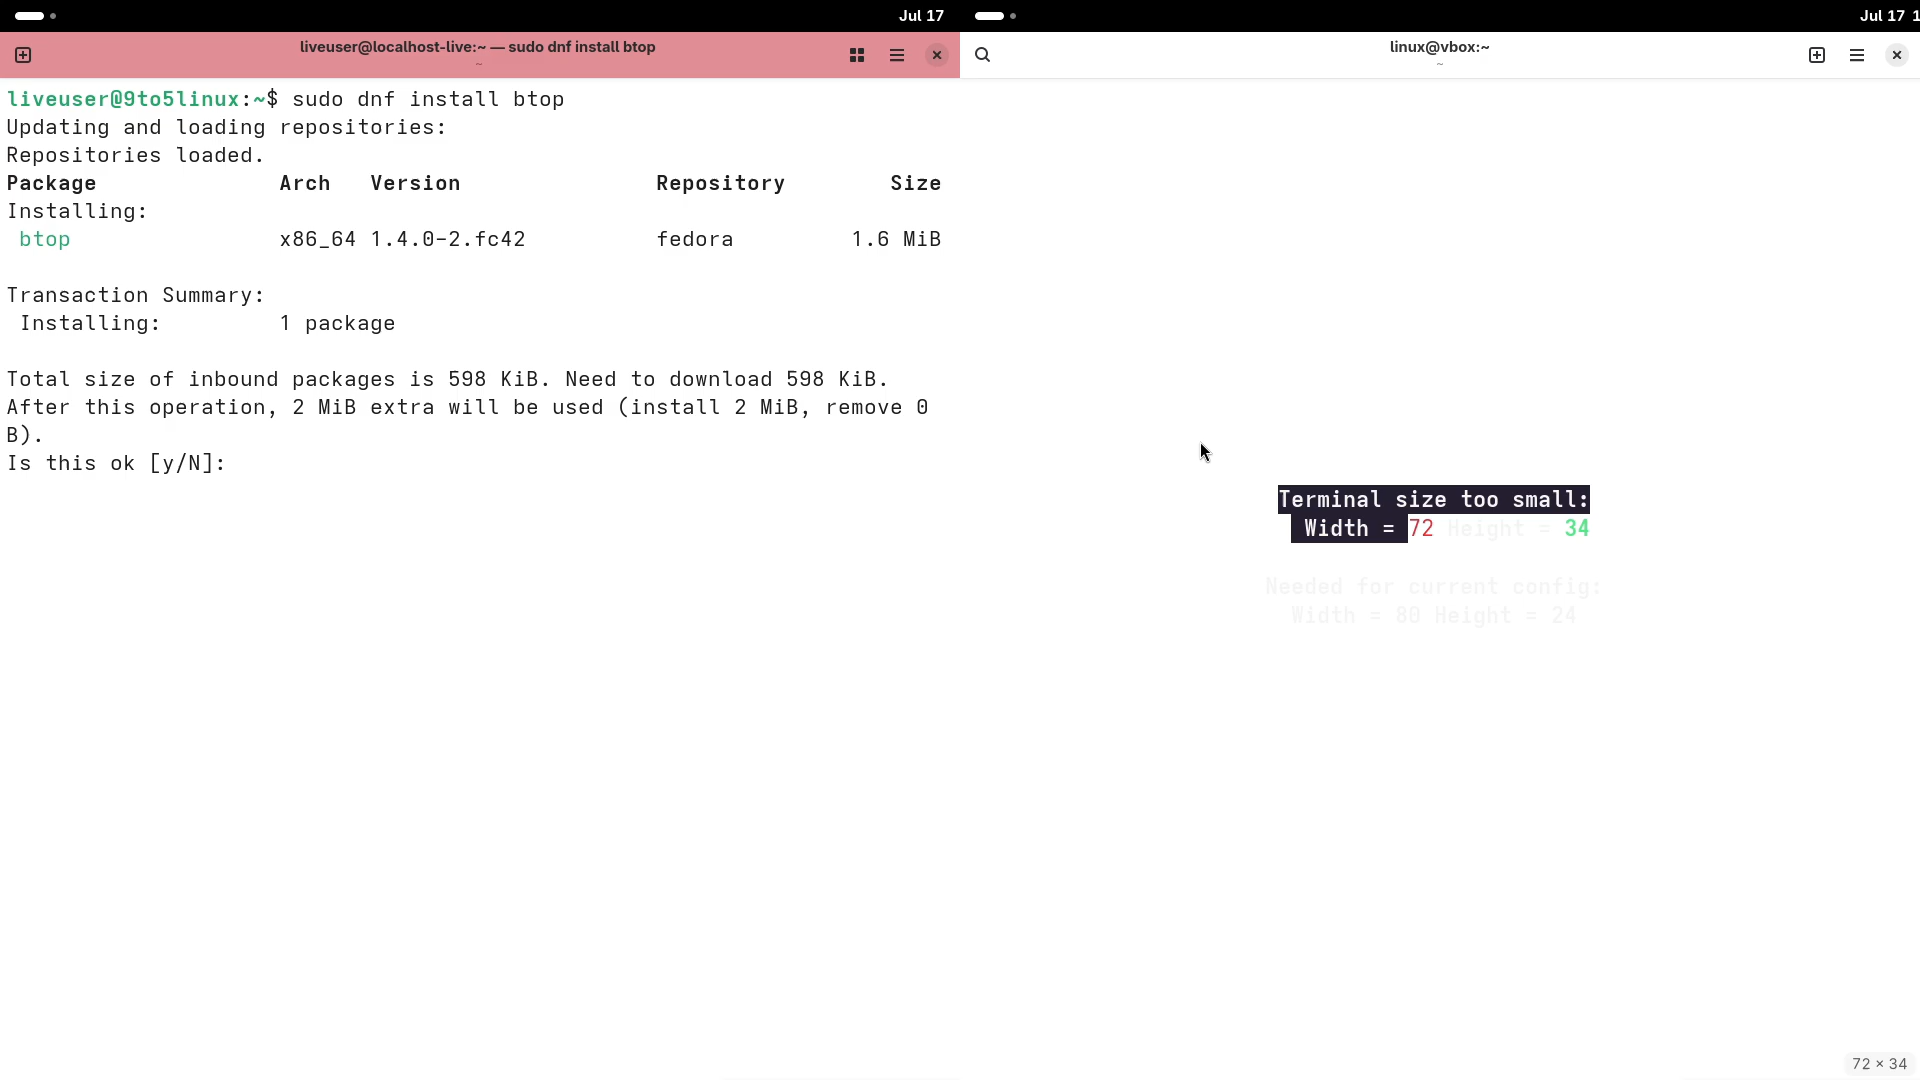 Jul 17
liveuser@localhost-live:~ — sudo dnf install btop
~
liveuser@9to5linux:~$ sudo dnf install btop
Updating and loading repositories:
Repositories loaded.
Package Arch Version Repository Size
Installing:
btop x86_64 1.4.0-2.fc42 fedora 1.6 MiB
Transaction Summary:
Installing: 1 package
Total size of inbound packages is 598 KiB. Need to download 598 KiB.
After this operation, 2 MiB extra will be used (install 2 MiB, remove 0
B).
Is this ok [y/N]:
Jul 17 1
linux@vbox:~
~
Terminal size too small:
Width = 72 Height = 34
Needed for current config:
Width = 80 Height = 24
72 × 34